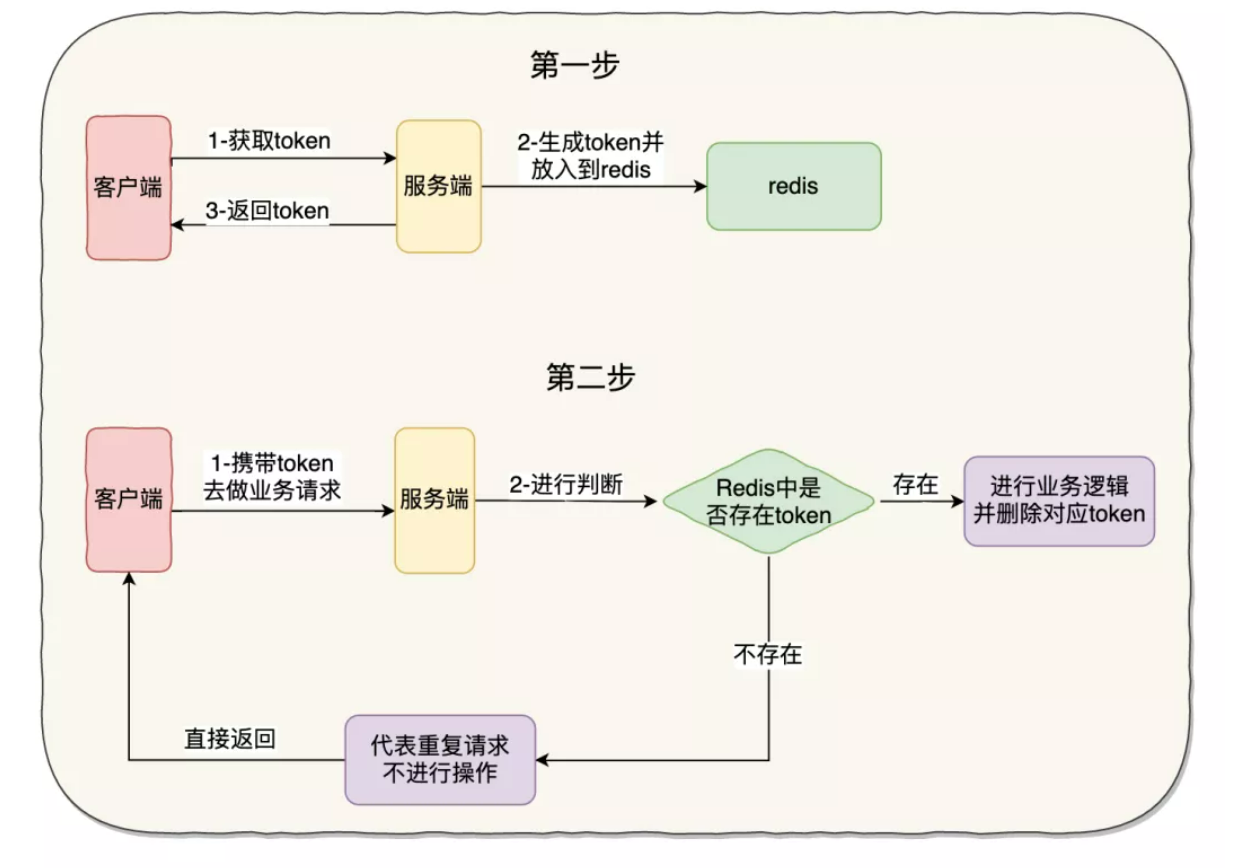 第一步
1-获取token
2-生成token并
放入到redis
客户端
服务端
redis
3-返回token
第二步
1-携带token
去做业务请求
客户端
服务端
2-进行判断
Redis中是
否存在token
存在
进行业务逻辑
并删除对应token
不存在
直接返回
代表重复请求
不进行操作